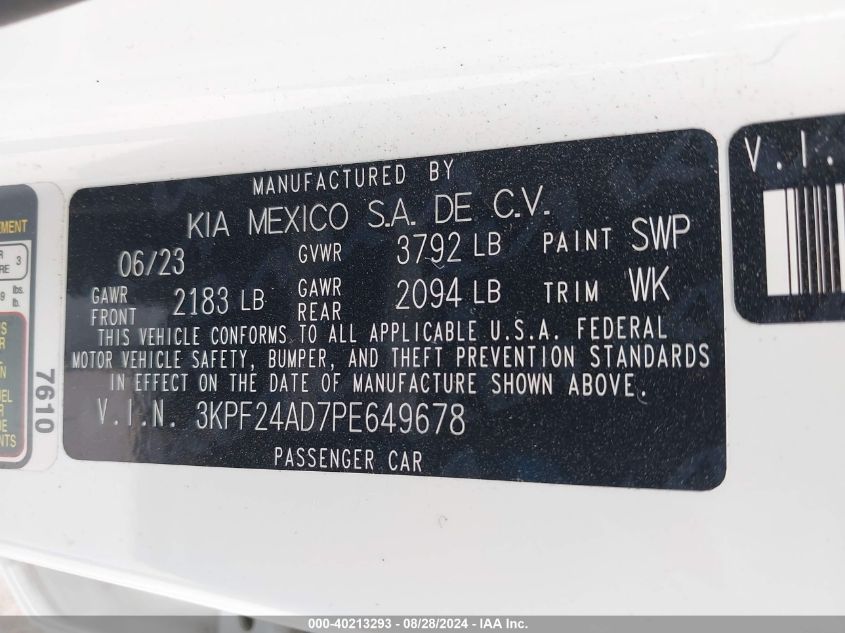 MANUFACTURED BY
KIA MEXICO S.A. DE C.V.
06/23 GVWR 3792 LB PAINT SWP
GAWR FRONT 2183 LB GAWR REAR 2094 LB TRIM WK
THIS VEHICLE CONFORMS TO ALL APPLICABLE U.S.A. FEDERAL
MOTOR VEHICLE SAFETY, BUMPER, AND THEFT PREVENTION STANDARDS
IN EFFECT ON THE DATE OF MANUFACTURE SHOWN ABOVE.
V.I.N. 3KPF24AD7PE649678
PASSENGER CAR
7610
V.I.
000-40213293 - 08/28/2024 - IAA Inc.